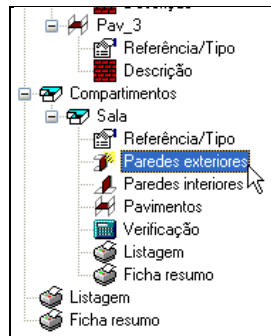 Descrição
Pav_3
Referência/Tipo
Descrição
Compartimentos
Sala
Referência/Tipo
Paredes exteriores
Paredes interiores
Pavimentos
Verificação
Listagem
Ficha resumo
Listagem
Ficha resumo